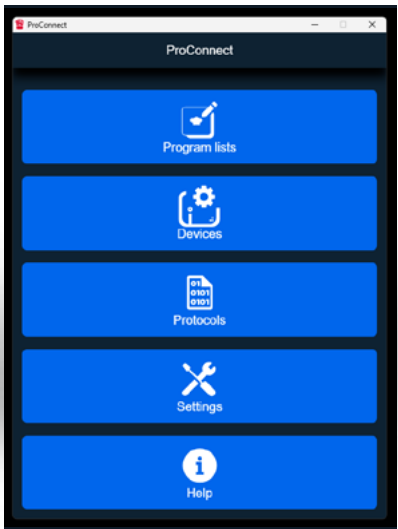 ProConnect
ProConnect
Program lists
Devices
01
0101
0101
Protocols
Settings
i
Help